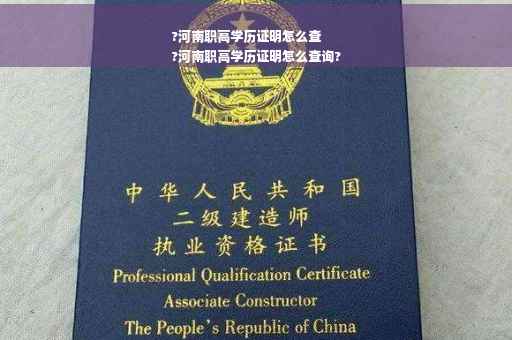 ?河南职高学历证明怎么查
?河南职高学历证明怎么查询?
中华人民共和国
二级建造师
执业资格证书
Professional Qualification Certificate
Associate Constructor
The People's Republic of China